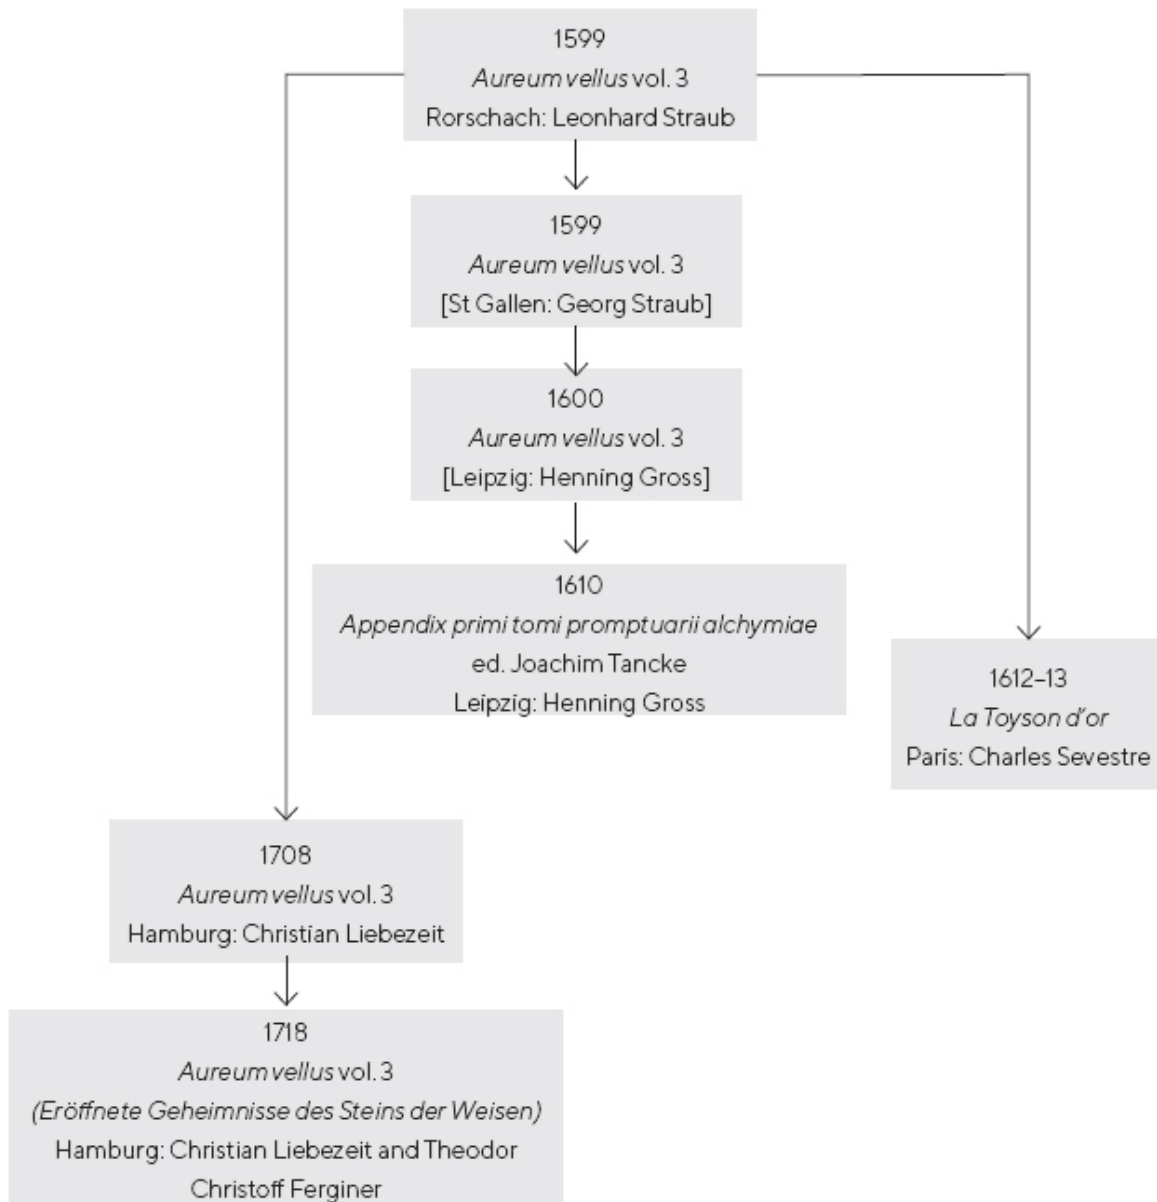 1599
Aureum vellus vol. 3
Rorschach: Leonhard Straub
1599
Aureum vellus vol. 3
[St Gallen: Georg Straub]
1600
Aureum vellus vol. 3
[Leipzig: Henning Gross]
1610
Appendix primi tomi promptuarii alchymiae
ed. Joachim Tancke
Leipzig: Henning Gross
1612–13
La Toyson d'or
Paris: Charles Sevestre
1708
Aureum vellus vol. 3
Hamburg: Christian Liebezeit
1718
Aureum vellus vol. 3
(Eröffnete Geheimnisse des Steins der Weisen)
Hamburg: Christian Liebezeit and Theodor
Christoff Ferginer